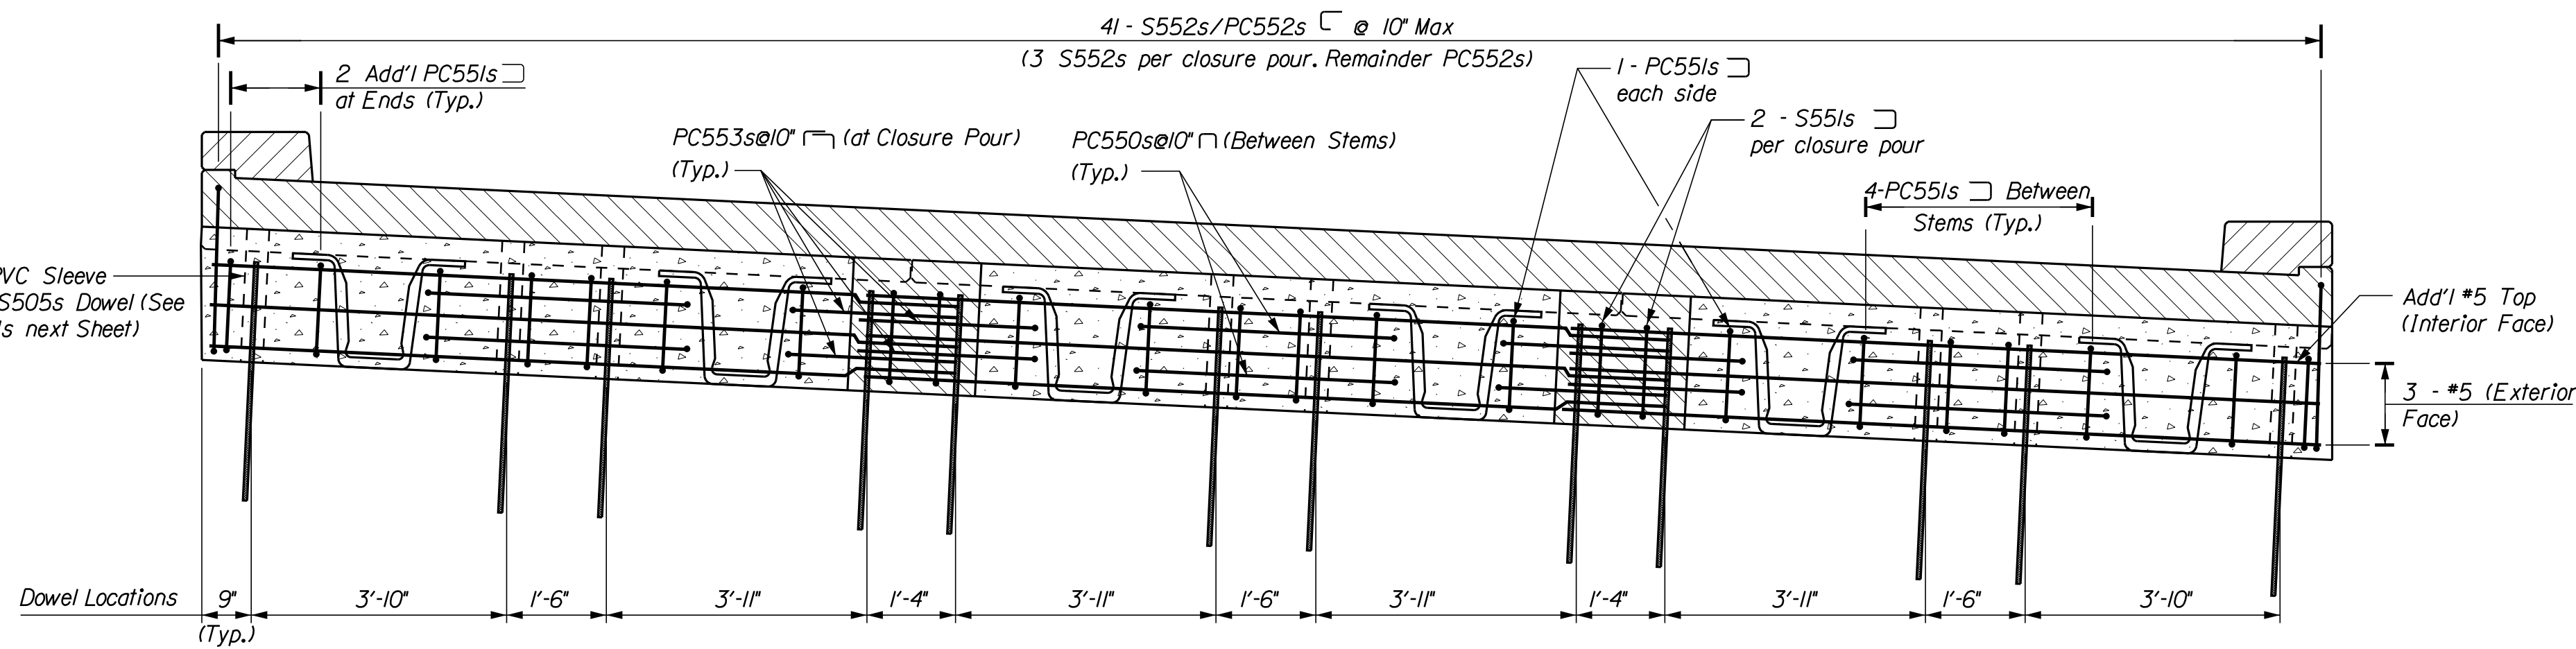 41 - S552s/PC552s @ 10" Max
(3 S552s per closure pour. Remainder PC552s)
2 Add'l PC551s
at Ends (Typ.)
1 - PC551s
each side
PC553s@10" (at Closure Pour)
(Typ.)
PC550s@10" (Between Stems)
(Typ.)
2 - S551s
per closure pour
4-PC551s Between
Stems (Typ.)
PVC Sleeve
S505s Dowel (See
ls next Sheet)
Add'l #5 Top
(Interior Face)
3 - #5 (Exterior
Face)
Dowel Locations 9" 3'-10" 1'-6" 3'-11" 1'-4" 3'-11" 1'-6" 3'-11" 1'-4" 3'-11" 1'-6" 3'-10"
(Typ.)